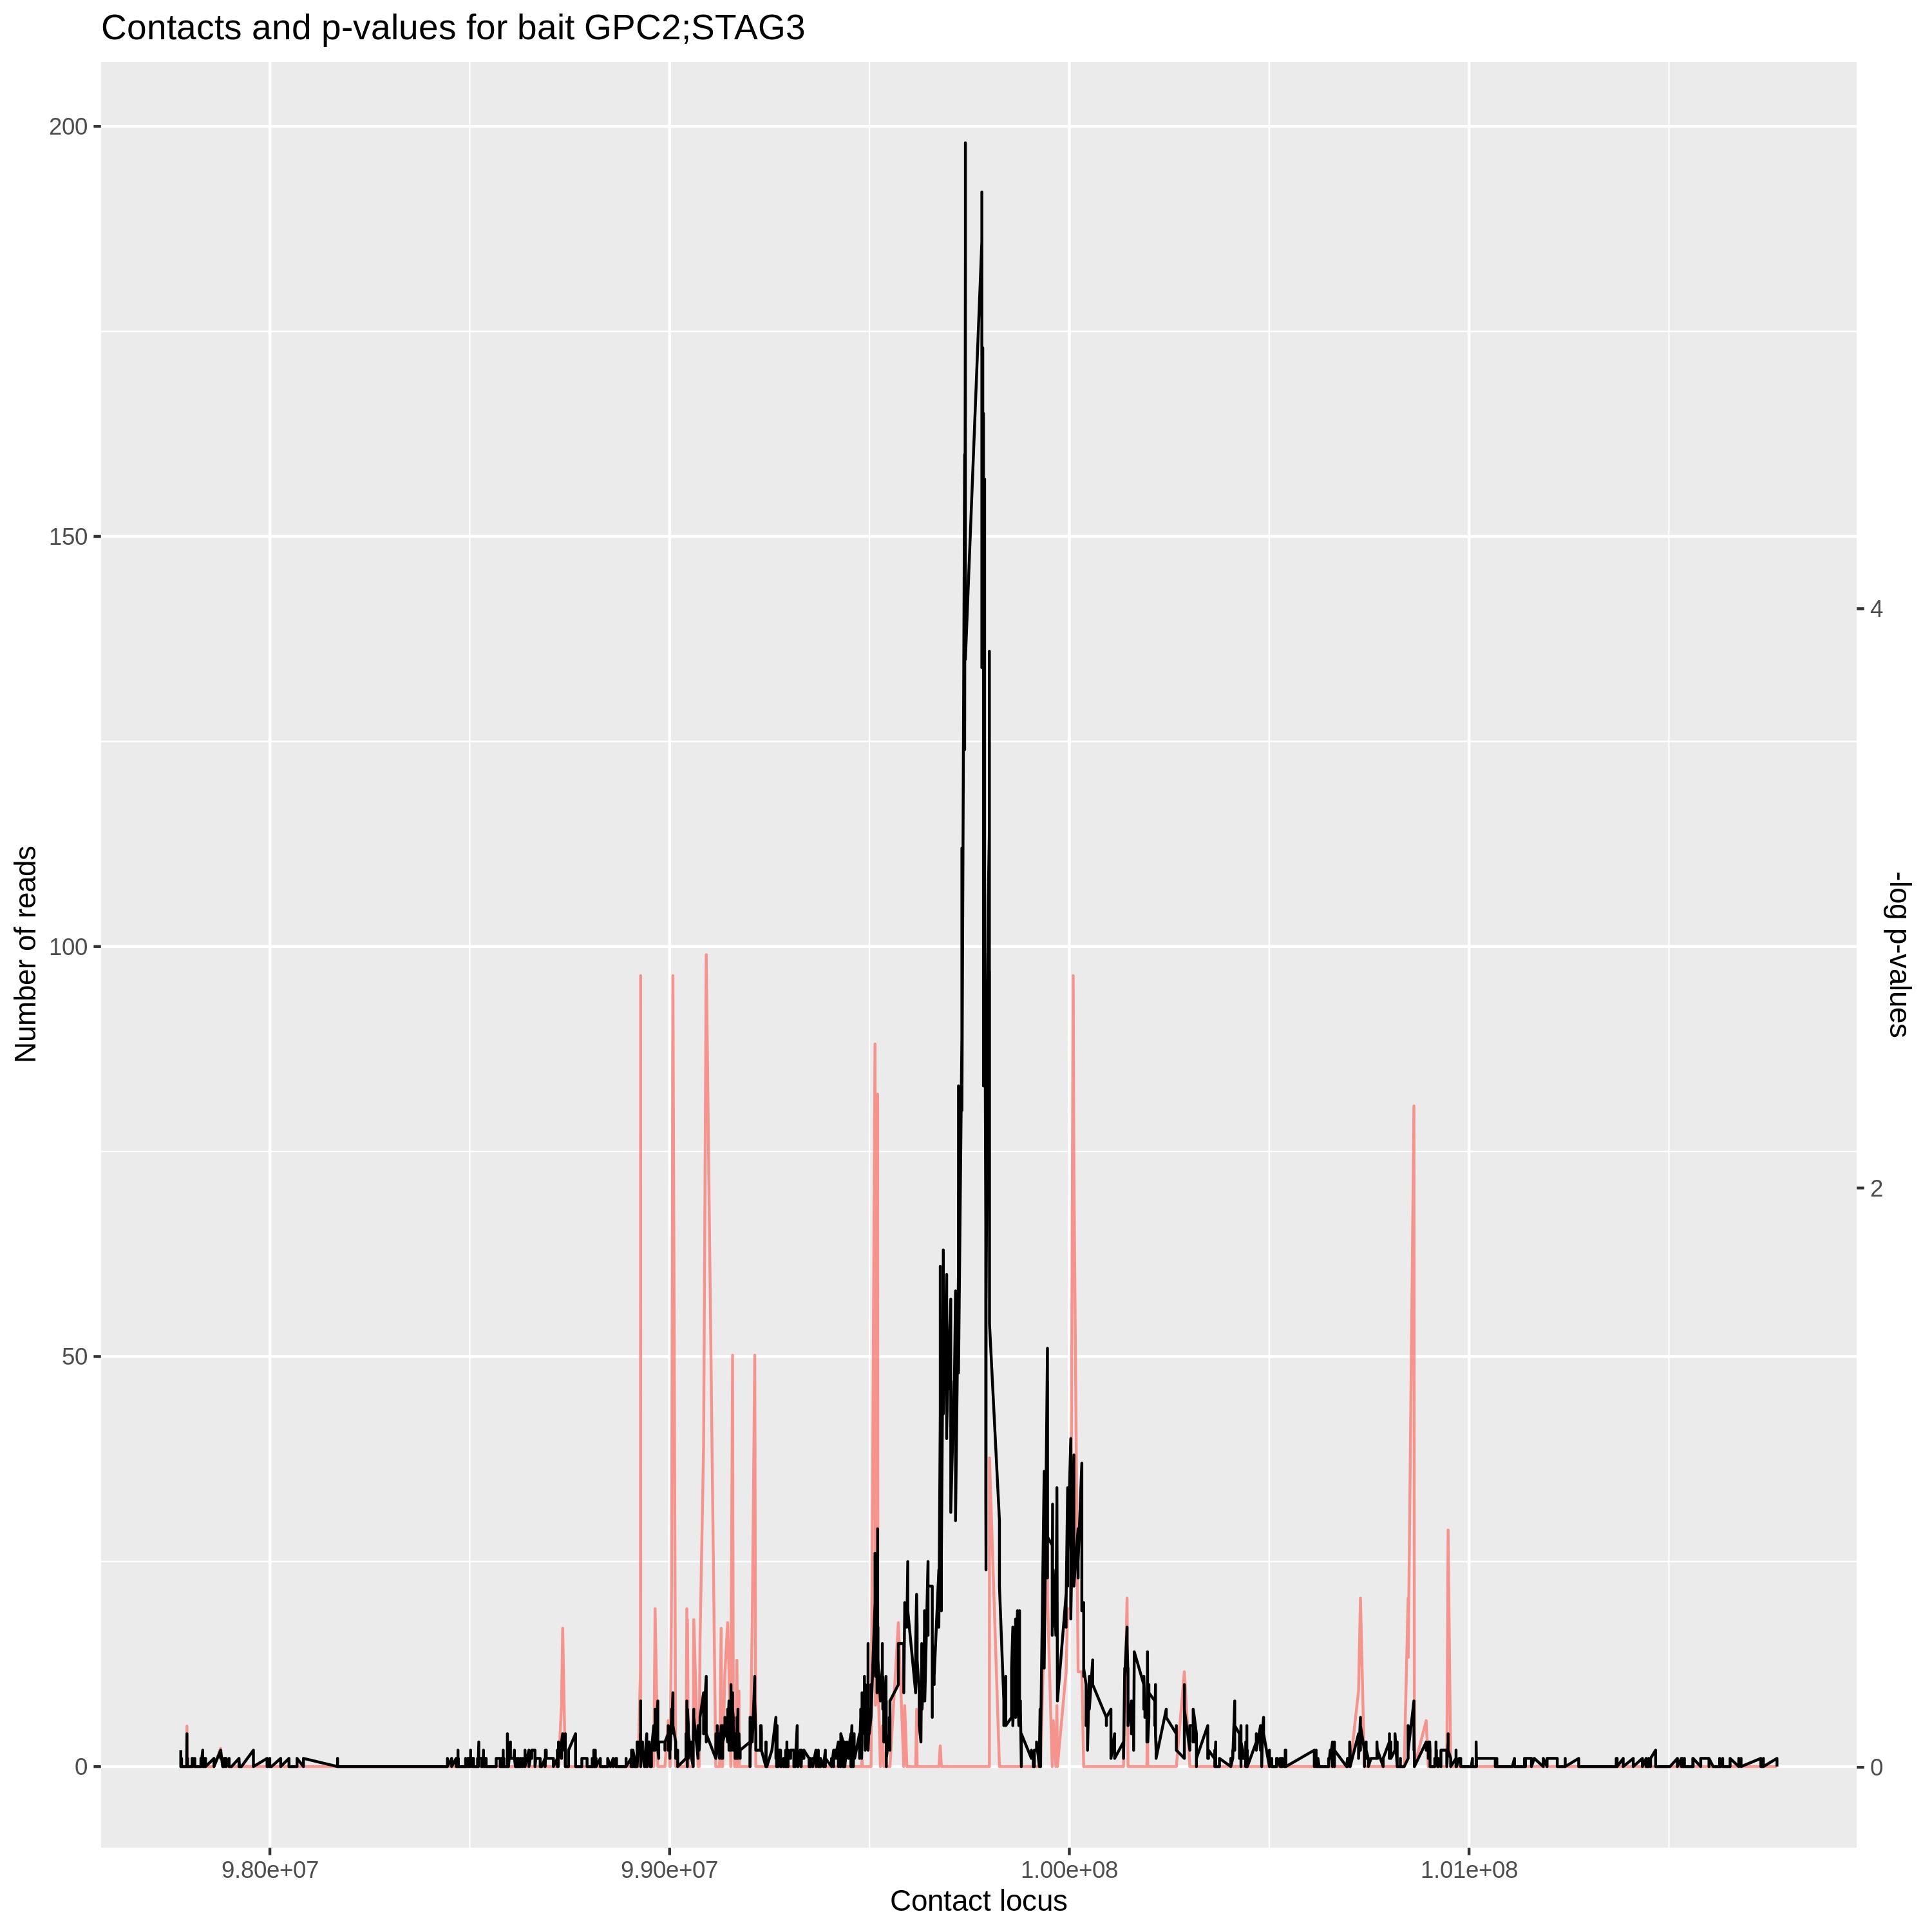 Contacts and p-values for bait GPC2;STAG3
200
150
100
50
0
Number of reads
4
2
0
-log p-values
9.80e+07
9.90e+07
1.00e+08
1.01e+08
Contact locus